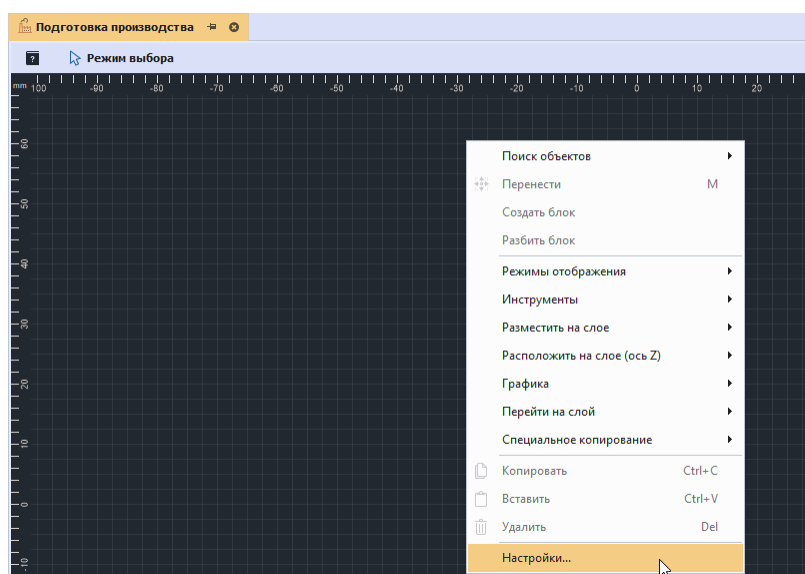 Подготовка производства
Режим выбора
mm 100 -90 -80 -70 -60 -50 -40 -30 -20 -10 0 10 20
60
50
40
30
20
10
0
-10
Поиск объектов
Перенести M
Создать блок
Разбить блок
Режимы отображения
Инструменты
Разместить на слое
Расположить на слое (ось Z)
Графика
Перейти на слой
Специальное копирование
Копировать Ctrl+C
Вставить Ctrl+V
Удалить Del
Настройки...